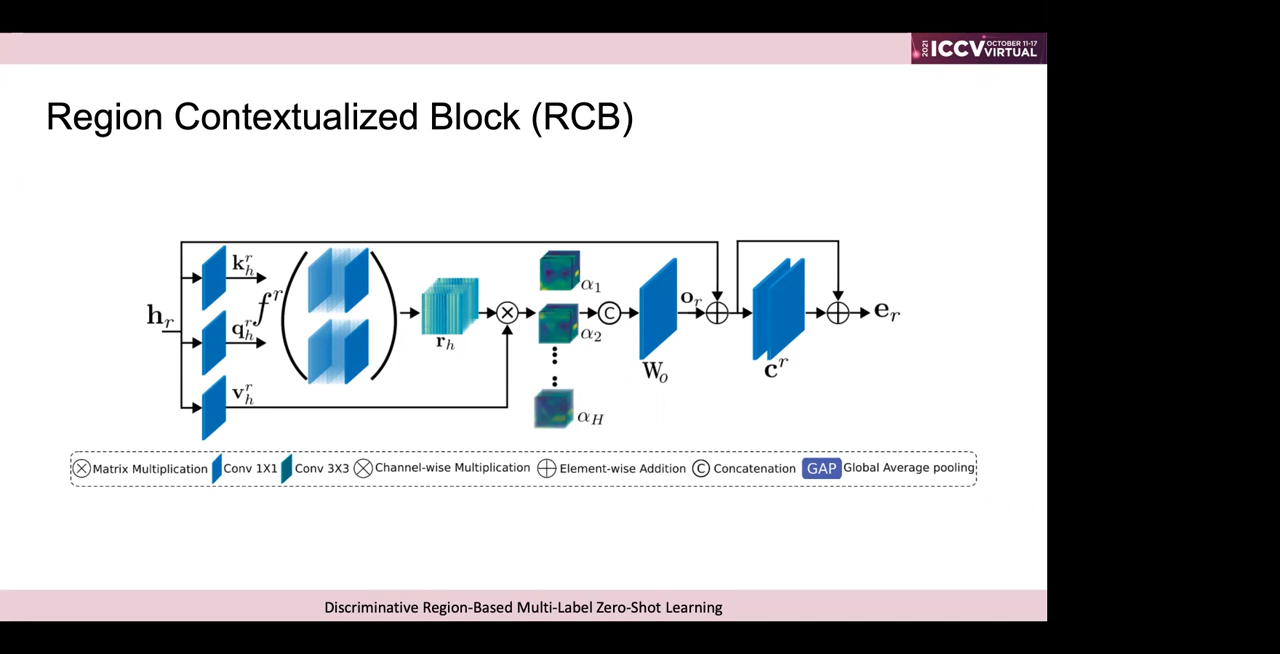 2021 ICCV OCTOBER 11-17 VIRTUAL
Region Contextualized Block (RCB)
h_r
k_h^r
q_h^r
v_h^r
f^r
r_h
α_1
α_2
α_H
W_o
o_r
c^r
e_r
Matrix Multiplication Conv 1X1 Conv 3X3 Channel-wise Multiplication Element-wise Addition C Concatenation GAP Global Average pooling
Discriminative Region-Based Multi-Label Zero-Shot Learning